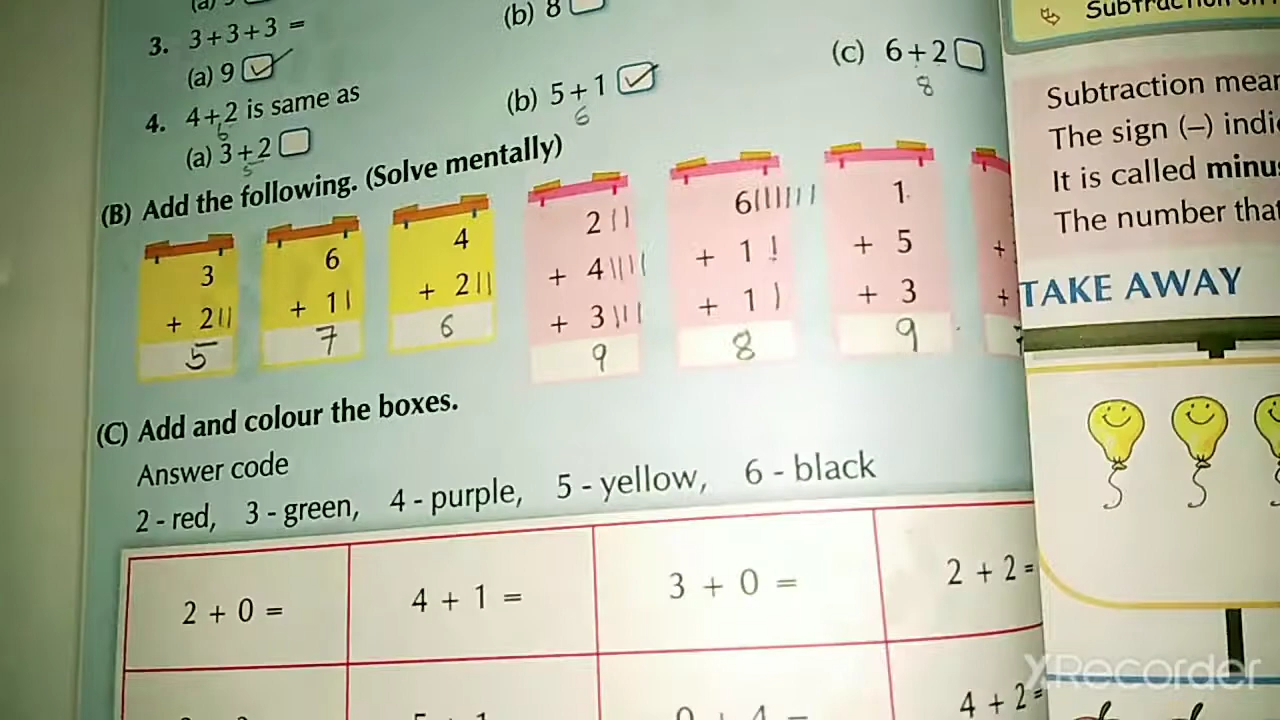 3. 3+3+3 =
(a) 9
(b) 8
4. 4+2 is same as
6
(a) 3+2
5
(b) 5+1
6
(c) 6+2
8
(B) Add the following. (Solve mentally)
3
+ 2
5
6
+ 1
7
4
+ 2
6
2
+ 4
+ 3
9
6
+ 1
+ 1
8
1
+ 5
+ 3
9
+
+
(C) Add and colour the boxes.
Answer code
2 - red, 3 - green, 4 - purple, 5 - yellow, 6 - black
2 + 0 = 4 + 1 = 3 + 0 = 2 + 2 =
4 + 2 =
Subtraction
Subtraction
The sign (–)
It is called
The number
TAKE AWAY
XRecorder